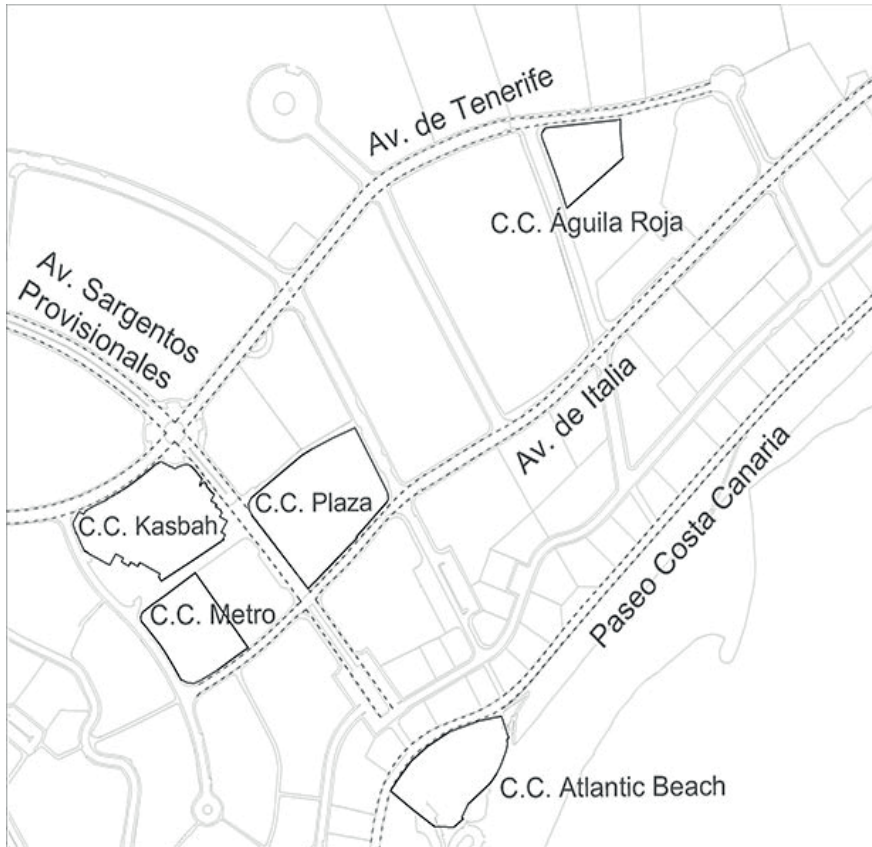 Av. de Tenerife
C.C. Águila Roja
Av. Sargentos
Provisionales
Av. de Italia
C.C. Plaza
C.C. Kasbah
Paseo Costa Canaria
C.C. Metro
C.C. Atlantic Beach